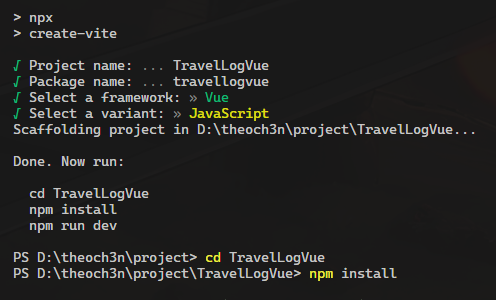 > npx
> create-vite

√ Project name: ... TravelLogVue
√ Package name: ... travellogvue
√ Select a framework: » Vue
√ Select a variant: » JavaScript
Scaffolding project in D:\theoch3n\project\TravelLogVue...

Done. Now run:

  cd TravelLogVue
  npm install
  npm run dev

PS D:\theoch3n\project> cd TravelLogVue
PS D:\theoch3n\project\TravelLogVue> npm install